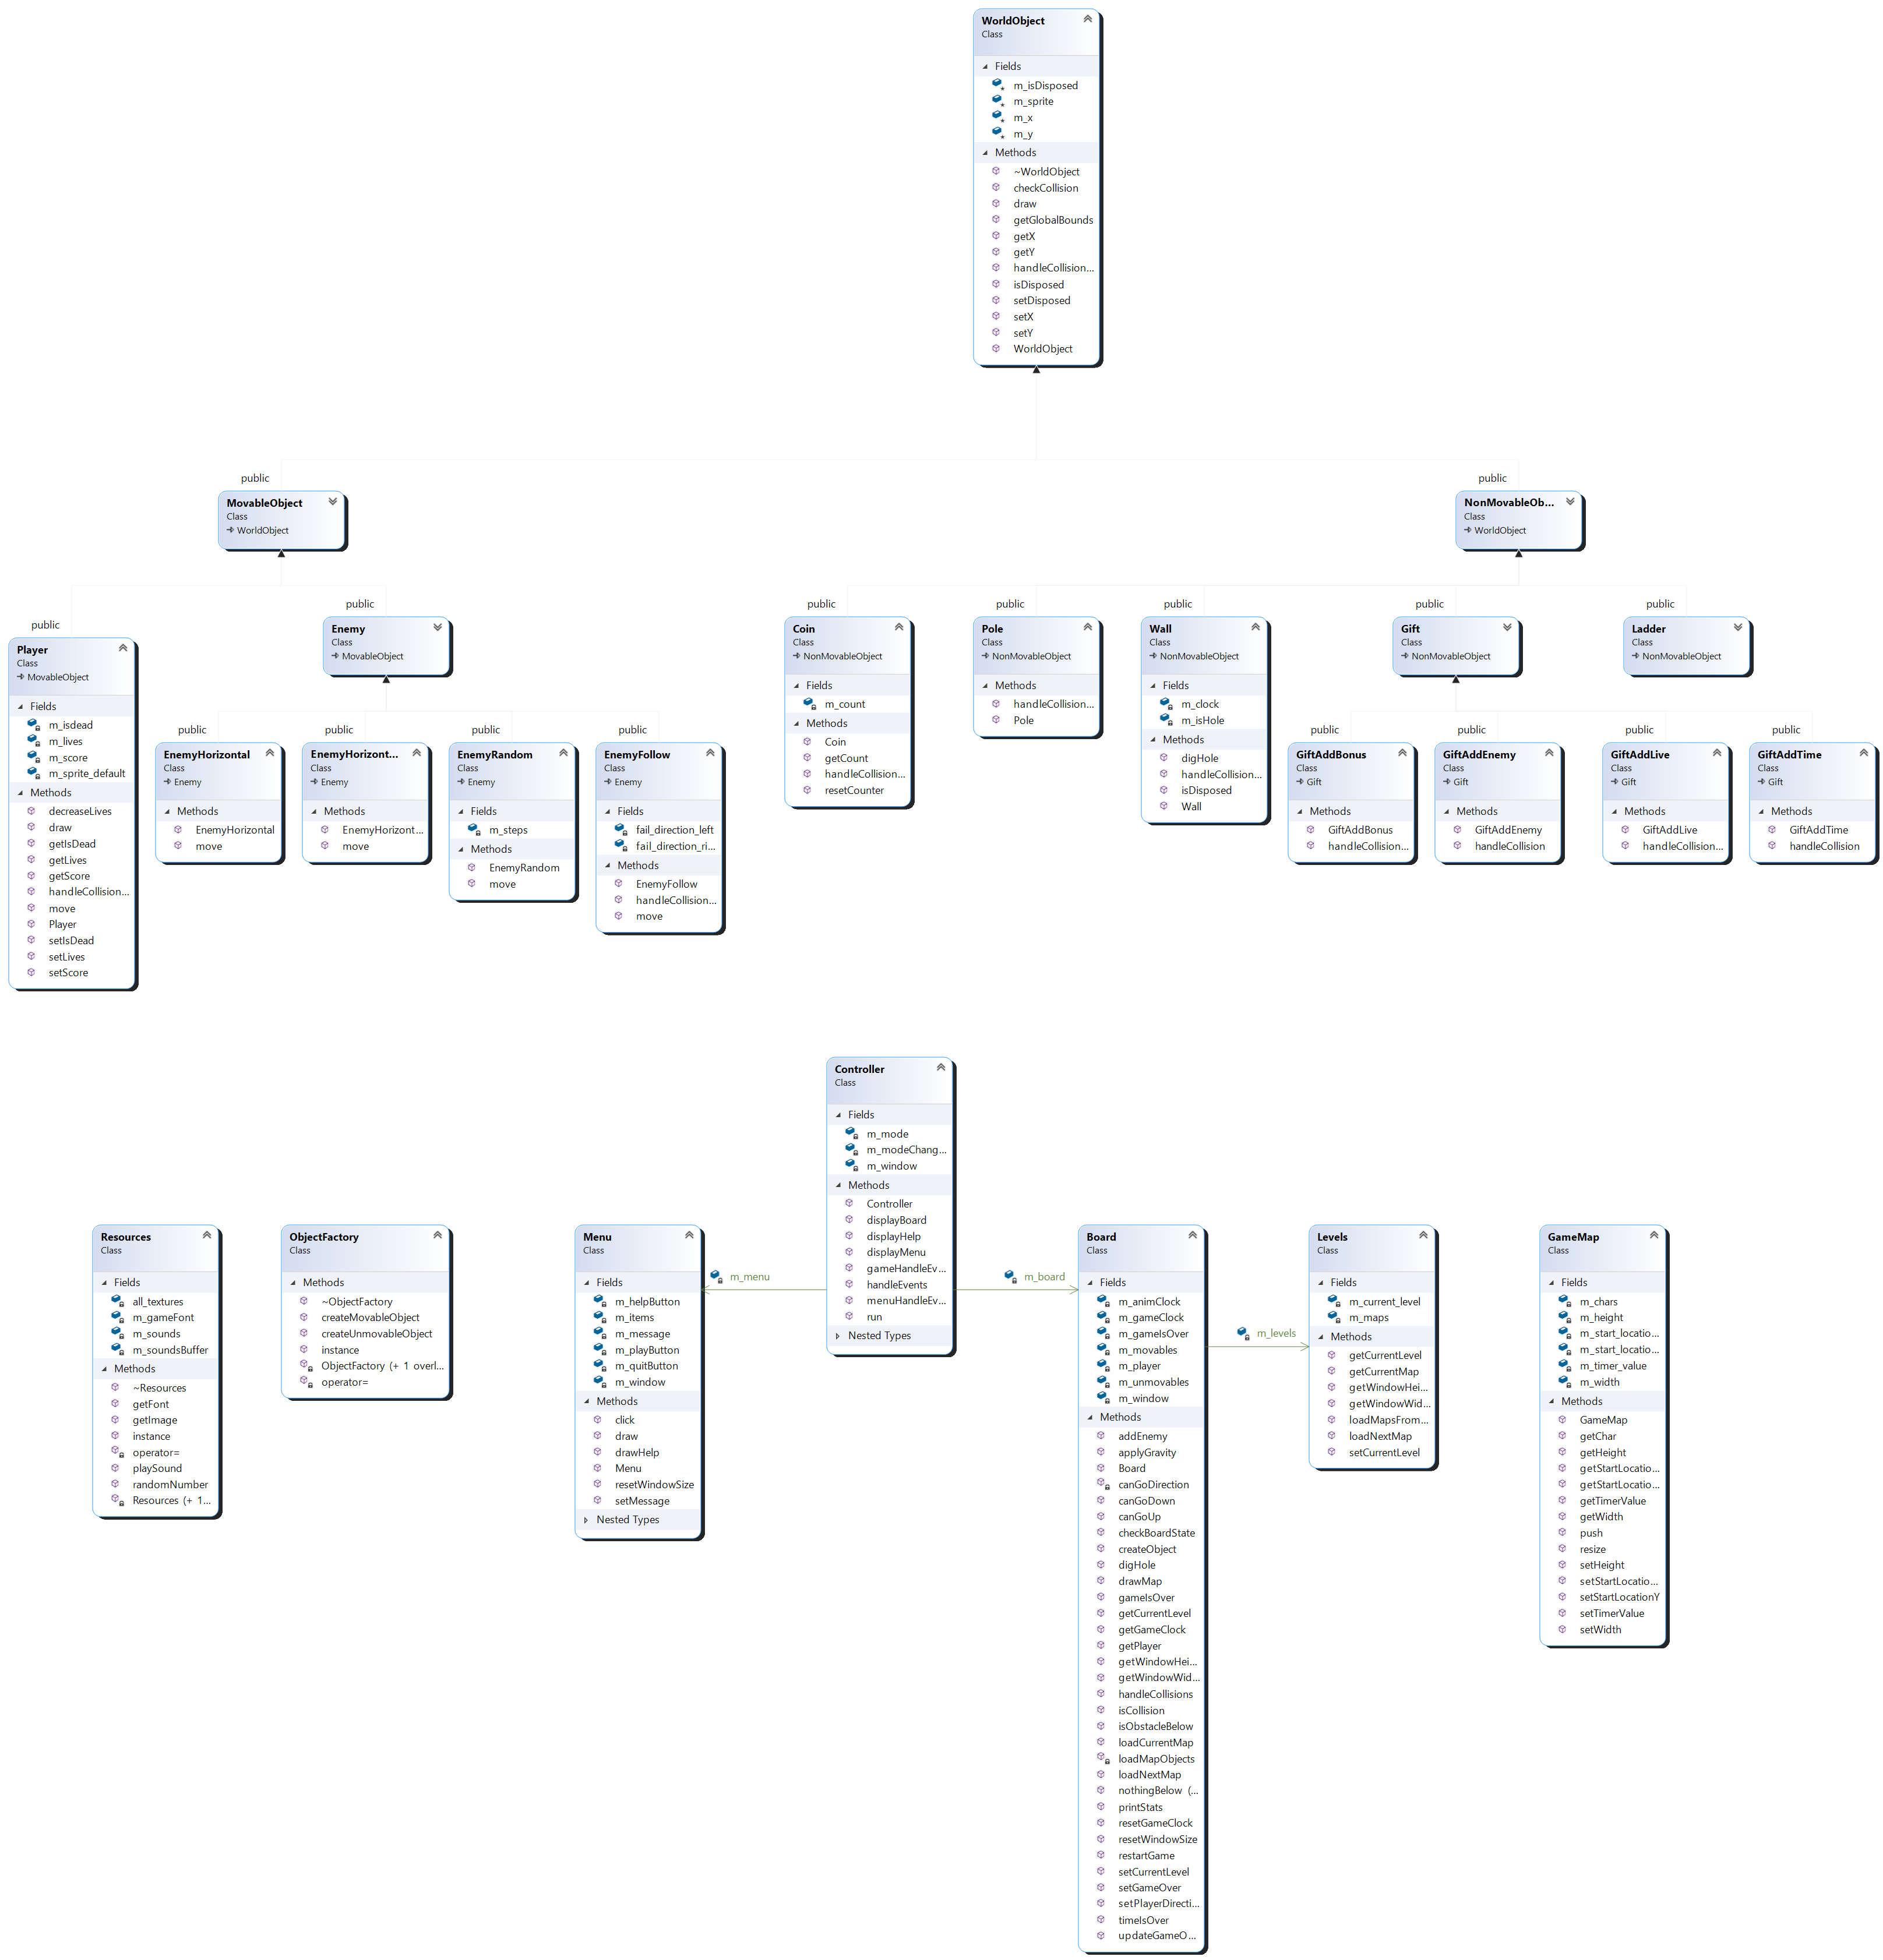 WorldObject
Class
Fields
m_isDisposed
m_sprite
m_x
m_y
Methods
~WorldObject
checkCollision
draw
getGlobalBounds
getX
getY
handleCollision...
isDisposed
setDisposed
setX
setY
WorldObject
public
MovableObject
Class
WorldObject
public
NonMovableOb...
Class
WorldObject
public
Player
Class
MovableObject
Fields
m_isdead
m_lives
m_score
m_sprite_default
Methods
decreaseLives
draw
getIsDead
getLives
getScore
handleCollision...
move
Player
setIsDead
setLives
setScore
public
Enemy
Class
MovableObject
public
EnemyHorizontal
Class
Enemy
Methods
EnemyHorizontal
move
public
EnemyHorizont...
Class
Enemy
Methods
EnemyHorizont...
move
public
EnemyRandom
Class
Enemy
Fields
m_steps
Methods
EnemyRandom
move
public
EnemyFollow
Class
Enemy
Fields
fail_direction_left
fail_direction_ri...
Methods
EnemyFollow
handleCollision...
move
public
Coin
Class
NonMovableObject
Fields
m_count
Methods
Coin
getCount
handleCollision...
resetCounter
public
Pole
Class
NonMovableObject
Methods
handleCollision...
Pole
public
Wall
Class
NonMovableObject
Fields
m_clock
m_isHole
Methods
digHole
handleCollision...
isDisposed
Wall
public
Gift
Class
NonMovableObject
public
Ladder
Class
NonMovableObject
public
GiftAddBonus
Class
Gift
Methods
GiftAddBonus
handleCollision...
public
GiftAddEnemy
Class
Gift
Methods
GiftAddEnemy
handleCollision
public
GiftAddLive
Class
Gift
Methods
GiftAddLive
handleCollision...
public
GiftAddTime
Class
Gift
Methods
GiftAddTime
handleCollision
Controller
Class
Fields
m_mode
m_modeChang...
m_window
Methods
Controller
displayBoard
displayHelp
displayMenu
gameHandleEv...
handleEvents
menuHandleEv...
run
Nested Types
m_menu
m_board
Resources
Class
Fields
all_textures
m_gameFont
m_sounds
m_soundsBuffer
Methods
~Resources
getFont
getImage
instance
operator=
playSound
randomNumber
Resources (+ 1...
ObjectFactory
Class
Methods
~ObjectFactory
createMovableObject
createUnmovableObject
instance
ObjectFactory (+ 1 overl...
operator=
Menu
Class
Fields
m_helpButton
m_items
m_message
m_playButton
m_quitButton
m_window
Methods
click
draw
drawHelp
Menu
resetWindowSize
setMessage
Nested Types
Board
Class
Fields
m_animClock
m_gameClock
m_gameIsOver
m_movables
m_player
m_unmovables
m_window
Methods
addEnemy
applyGravity
Board
canGoDirection
canGoDown
canGoUp
checkBoardState
createObject
digHole
drawMap
gameIsOver
getCurrentLevel
getGameClock
getPlayer
getWindowHei...
getWindowWid...
handleCollisions
isCollision
isObstacleBelow
loadCurrentMap
loadMapObjects
loadNextMap
nothingBelow (...
printStats
resetGameClock
resetWindowSize
restartGame
setCurrentLevel
setGameOver
setPlayerDirecti...
timeIsOver
updateGameO...
m_levels
Levels
Class
Fields
m_current_level
m_maps
Methods
getCurrentLevel
getCurrentMap
getWindowHei...
getWindowWid...
loadMapsFrom...
loadNextMap
setCurrentLevel
GameMap
Class
Fields
m_chars
m_height
m_start_locatio...
m_start_locatio...
m_timer_value
m_width
Methods
GameMap
getChar
getHeight
getStartLocatio...
getStartLocatio...
getTimerValue
getWidth
push
resize
setHeight
setStartLocatio...
setStartLocationY
setTimerValue
setWidth